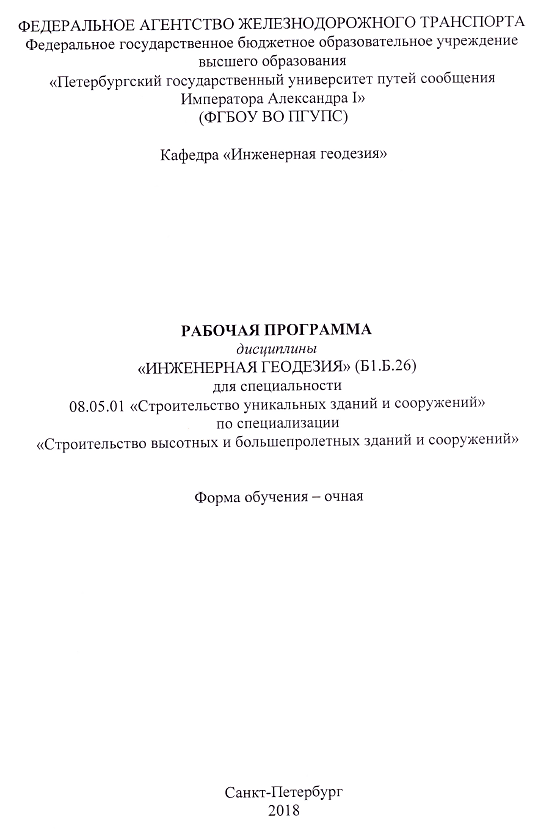 ФЕДЕРАЛЬНОЕ АГЕНТСТВО ЖЕЛЕЗНОДОРОЖНОГО ТРАНСПОРТА
Федеральное государственное бюджетное образовательное учреждение
высшего образования
«Петербургский государственный университет путей сообщения
Императора Александра I»
(ФГБОУ ВО ПГУПС)
Кафедра «Инженерная геодезия»
РАБОЧАЯ ПРОГРАММА
дисциплины
«ИНЖЕНЕРНАЯ ГЕОДЕЗИЯ» (Б1.Б.26)
для специальности
08.05.01 «Строительство уникальных зданий и сооружений»
по специализации
«Строительство высотных и большепролетных зданий и сооружений»
Форма обучения – очная
Санкт-Петербург
2018